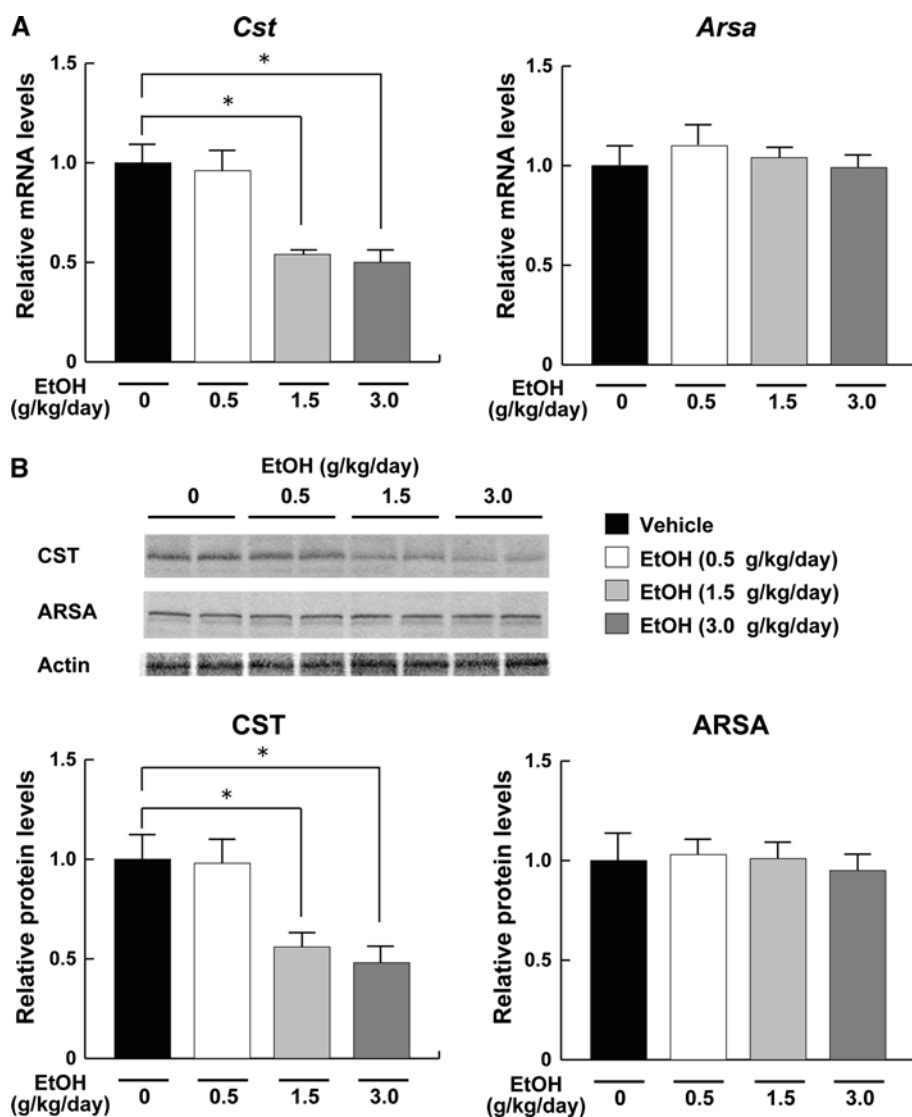 A
Cst
Arsa
Relative mRNA levels
1.5
1.0
0.5
0
*
*
EtOH
(g/kg/day)
0 0.5 1.5 3.0
Relative mRNA levels
1.5
1.0
0.5
0
EtOH
(g/kg/day)
0 0.5 1.5 3.0
B
EtOH (g/kg/day)
0 0.5 1.5 3.0
CST
ARSA
Actin
Vehicle
EtOH (0.5 g/kg/day)
EtOH (1.5 g/kg/day)
EtOH (3.0 g/kg/day)
CST
Relative protein levels
1.5
1.0
0.5
0
*
*
EtOH
(g/kg/day)
0 0.5 1.5 3.0
ARSA
Relative protein levels
1.5
1.0
0.5
0
EtOH
(g/kg/day)
0 0.5 1.5 3.0